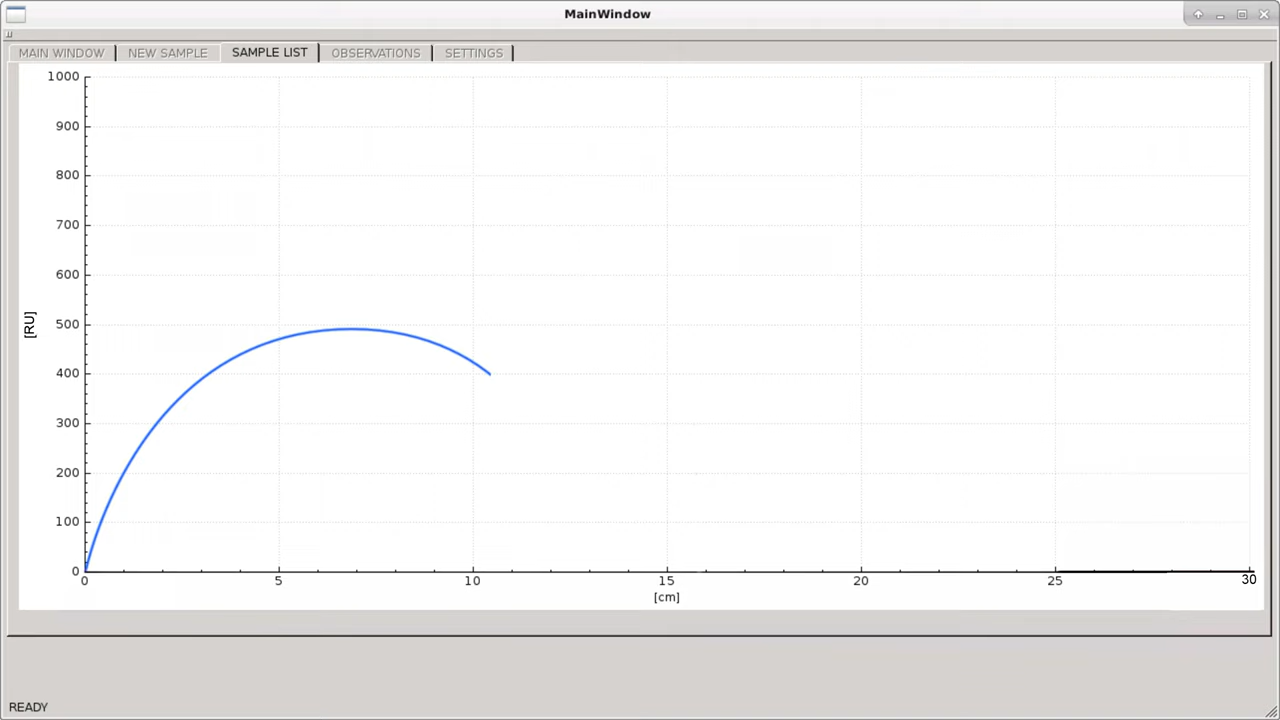 MainWindow
MAIN WINDOW NEW SAMPLE SAMPLE LIST OBSERVATIONS SETTINGS
1000
900
800
700
600
500
[RU]
400
300
200
100
0
0 5 10 15 20 25 30
[cm]
READY